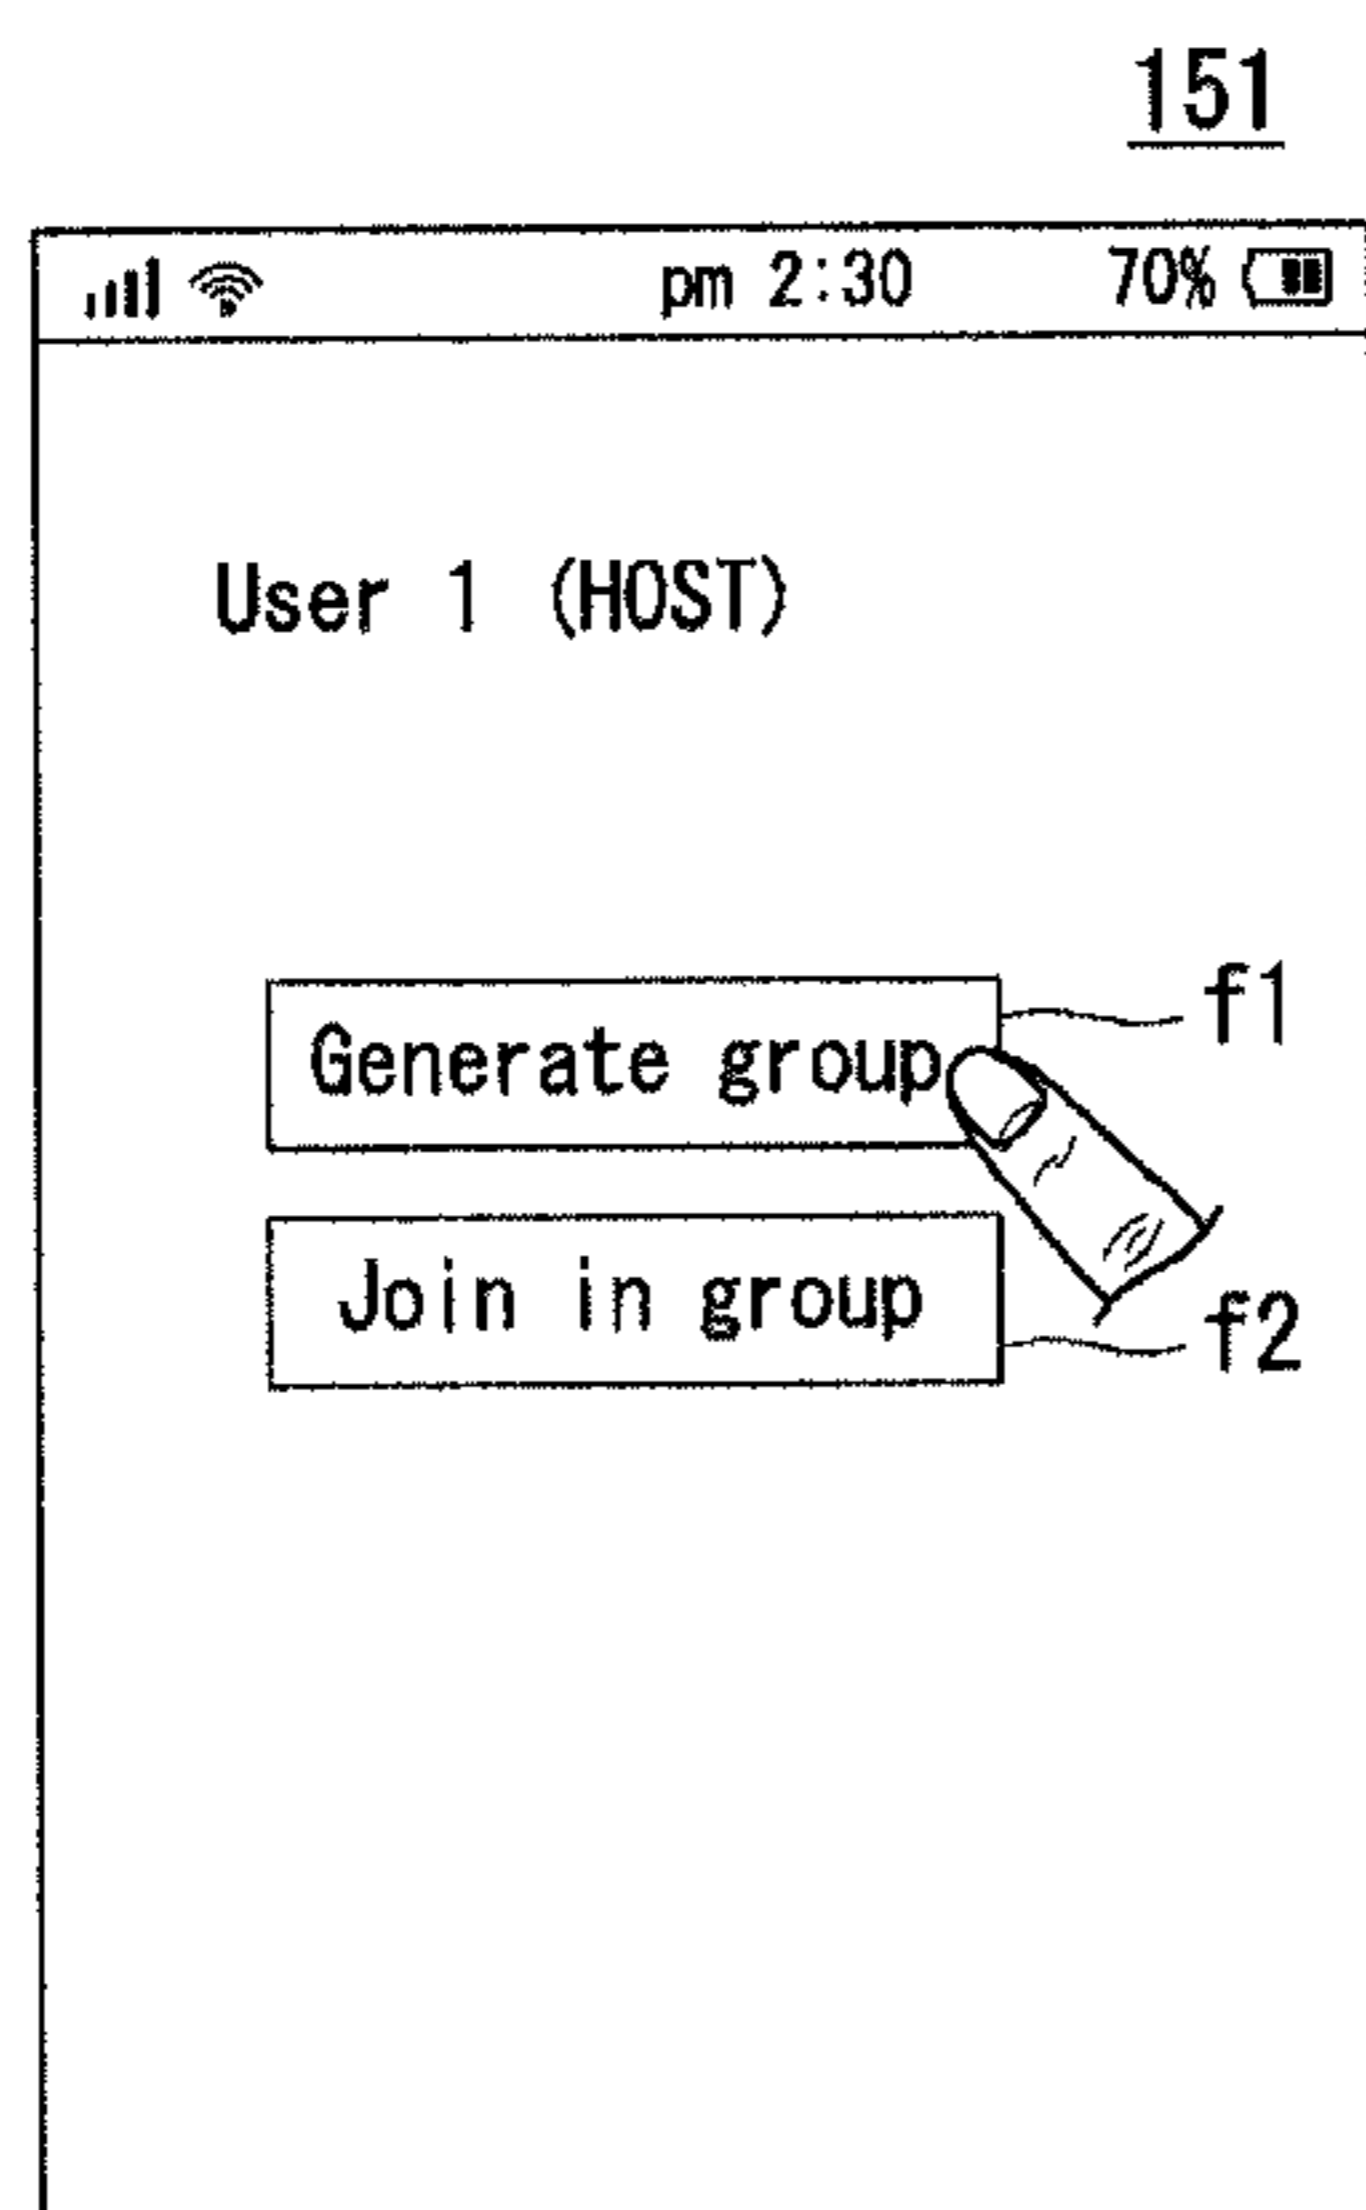 151
pm 2:30 70%
User 1 (HOST)
Generate group
f1
Join in group
f2